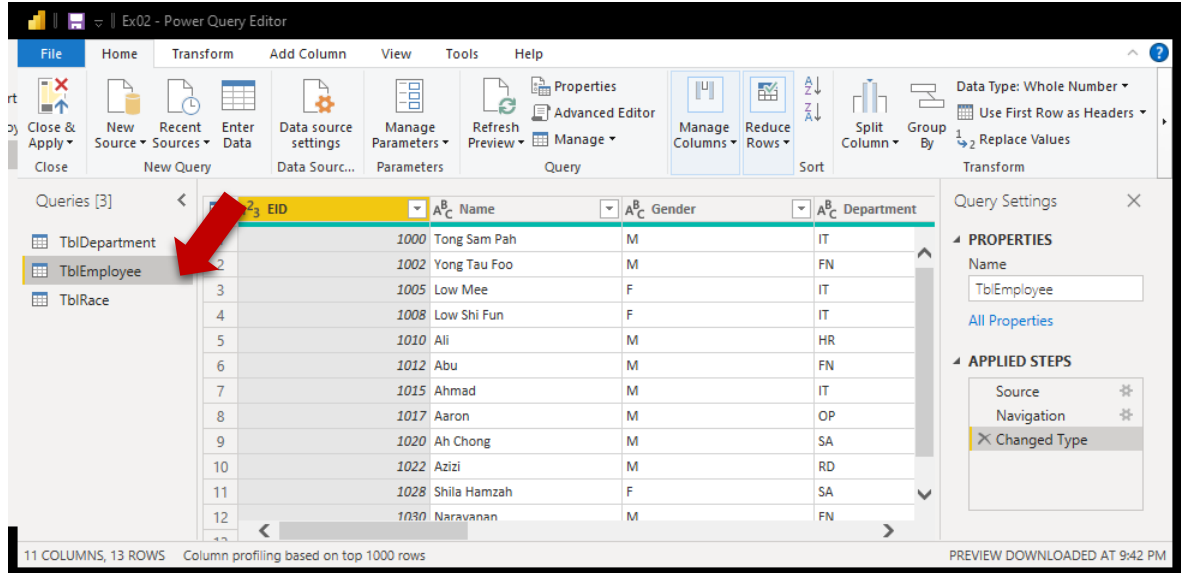 Ex02 - Power Query Editor
File Home Transform Add Column View Tools Help
Close & Apply
New Source
Recent Sources
Enter Data
Data source settings
Manage Parameters
Refresh Preview
Properties
Advanced Editor
Manage
Manage Columns
Reduce Rows
Split Column
Group By
Data Type: Whole Number
Use First Row as Headers
Replace Values
Close New Query Data Sourc... Parameters Query Sort Transform
Queries [3]
TblDepartment
TblEmployee
TblRace
EID Name Gender Department
1000 Tong Sam Pah M IT
2 1002 Yong Tau Foo M FN
3 1005 Low Mee F IT
4 1008 Low Shi Fun F IT
5 1010 Ali M HR
6 1012 Abu M FN
7 1015 Ahmad M IT
8 1017 Aaron M OP
9 1020 Ah Chong M SA
10 1022 Azizi M RD
11 1028 Shila Hamzah F SA
12 1030 Narayanan M FN
Query Settings
PROPERTIES
Name
TblEmployee
All Properties
APPLIED STEPS
Source
Navigation
Changed Type
11 COLUMNS, 13 ROWS Column profiling based on top 1000 rows PREVIEW DOWNLOADED AT 9:42 PM